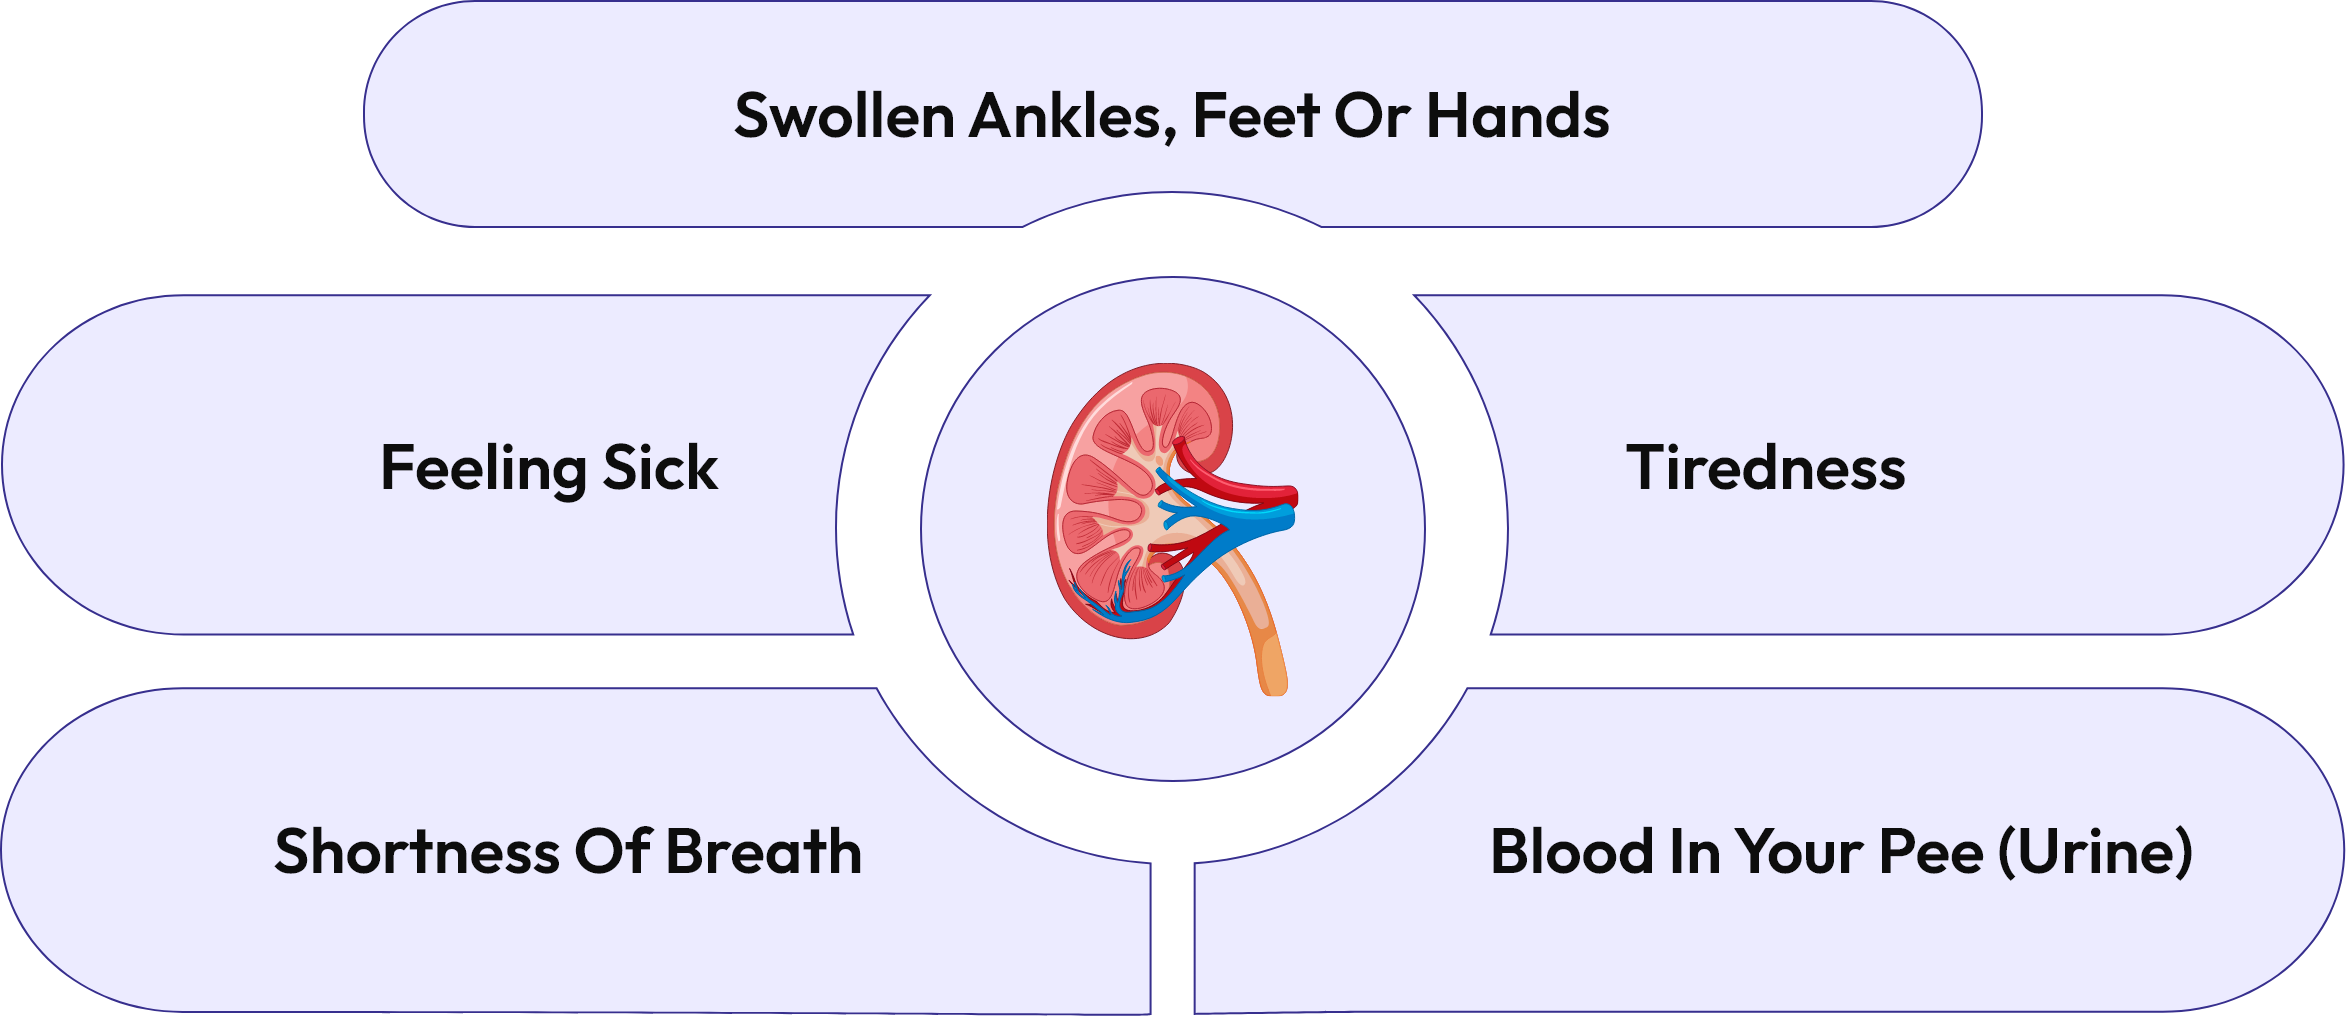 Swollen Ankles, Feet Or Hands
Feeling Sick
Tiredness
Shortness Of Breath
Blood In Your Pee (Urine)